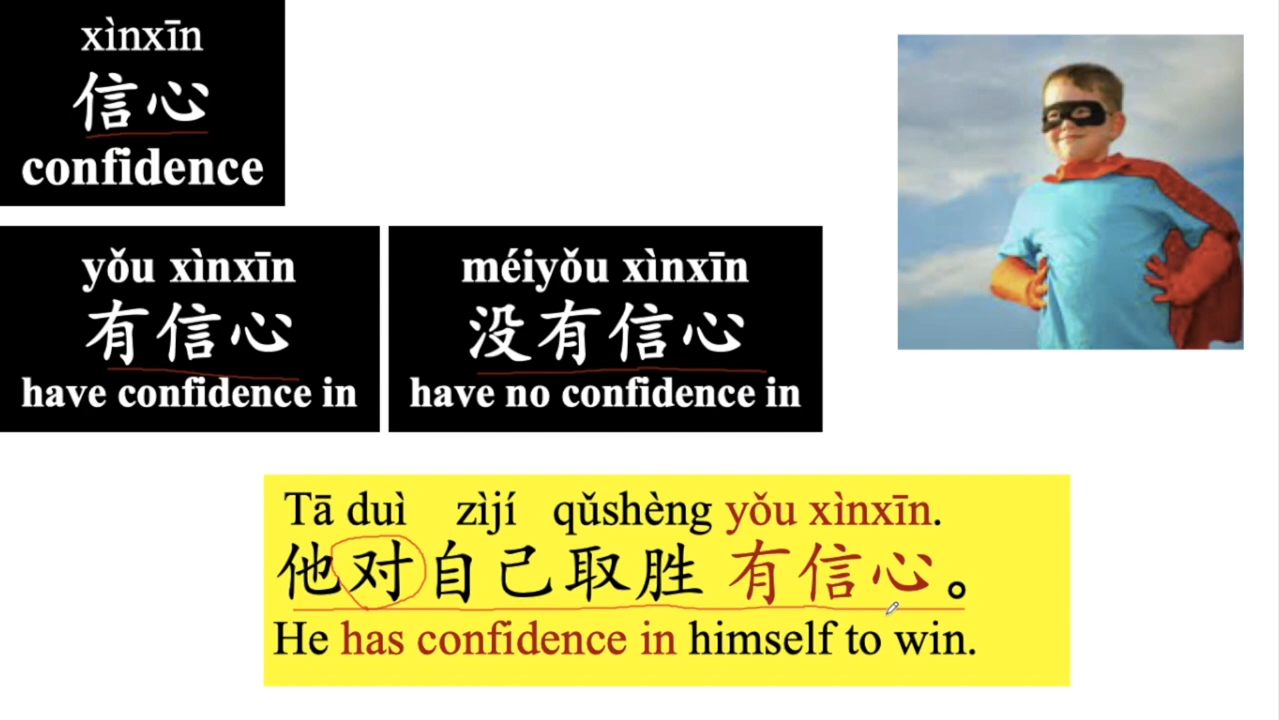 xìnxīn
信心
confidence
yǒu xìnxīn
有信心
have confidence in
méiyǒu xìnxīn
没有信心
have no confidence in
Tā duì zìjí qǔshèng yǒu xìnxīn.
他对自己取胜 有信心。
He has confidence in himself to win.